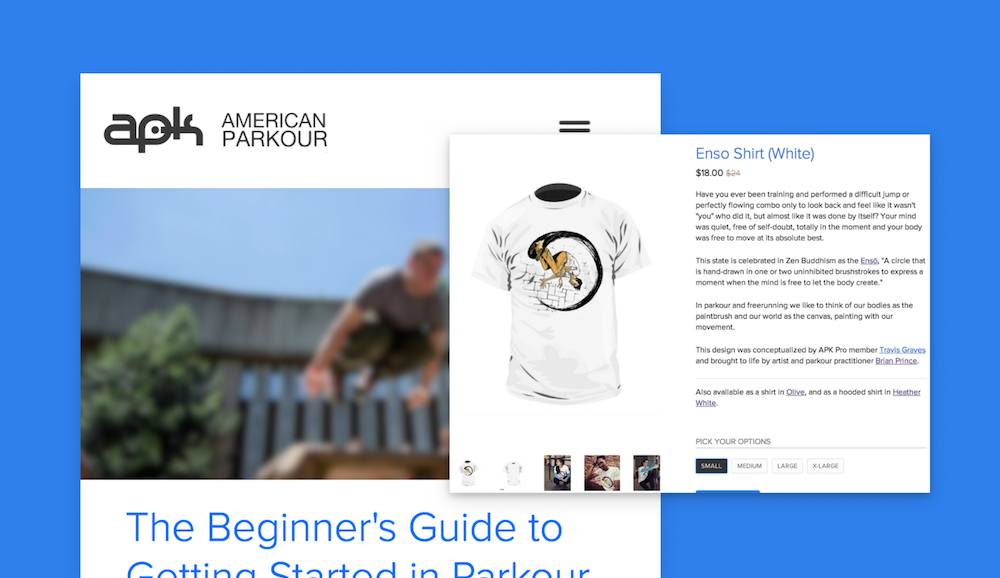 apk
AMERICAN
PARKOUR
The Beginner's Guide to
Getting Started in Parkour
Enso Shirt (White)
$18.00 $24
Have you ever been training and performed a difficult jump or
perfectly flowing combo only to look back and feel like it wasn't
"you" who did it, but almost like it was done by itself? Your mind
was quiet, free of self-doubt, totally in the moment and your body
was free to move at its absolute best.
This state is celebrated in Zen Buddhism as the Ensō, "A circle that
is hand-drawn in one or two uninhibited brushstrokes to express a
moment when the mind is free to let the body create."
In parkour and freerunning we like to think of our bodies as the
paintbrush and our world as the canvas, painting with our
movement.
This design was conceptualized by APK Pro member Travis Graves
and brought to life by artist and parkour practitioner Brian Prince.
Also available as a shirt in Olive, and as a hooded shirt in Heather
White.
PICK YOUR OPTIONS
SMALL MEDIUM LARGE X-LARGE